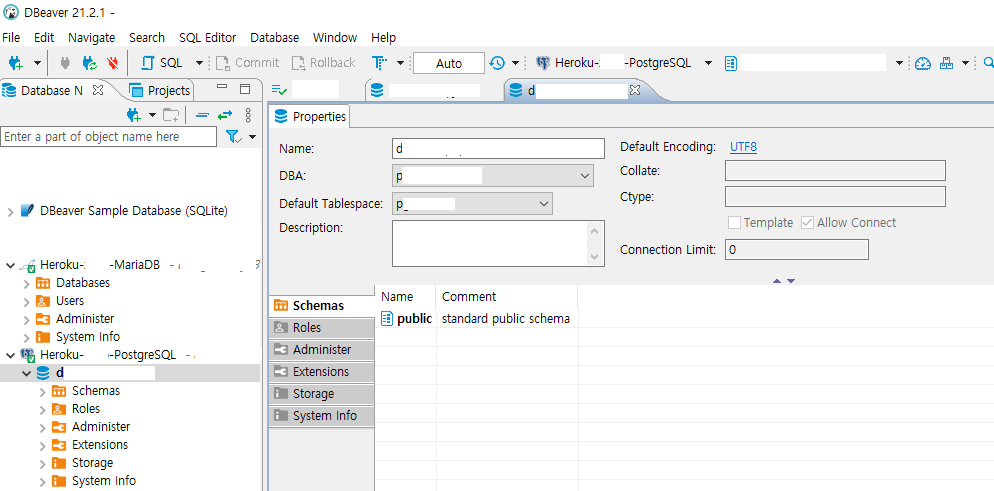 DBeaver 21.2.1 -
File Edit Navigate Search SQL Editor Database Window Help
SQL Commit Rollback Auto Heroku- -PostgreSQL
Database N Projects d
Enter a part of object name here
DBeaver Sample Database (SQLite)
Heroku- -MariaDB -
Databases
Users
Administer
System Info
Heroku- -PostgreSQL -
d
Schemas
Roles
Administer
Extensions
Storage
System Info
Properties
Name: d
DBA: p
Default Tablespace: p_
Description:
Default Encoding: UTF8
Collate:
Ctype:
Template Allow Connect
Connection Limit: 0
Schemas
Roles
Administer
Extensions
Storage
System Info
Name Comment
public standard public schema